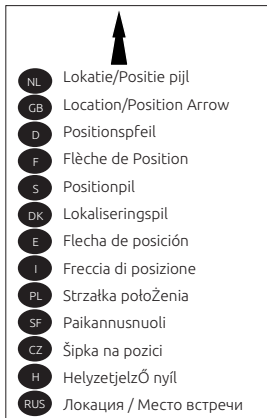 NL Lokatie/Positie pijl
GB Location/Position Arrow
D Positionspfeil
F Flèche de Position
S Positionpil
DK Lokaliseringspil
E Flecha de posición
I Freccia di posizione
PL Strzałka położenia
SF Paikannusnuoli
CZ Šipka na pozici
H HelyzetjelzŐ nyíl
RUS Локация / Место встречи